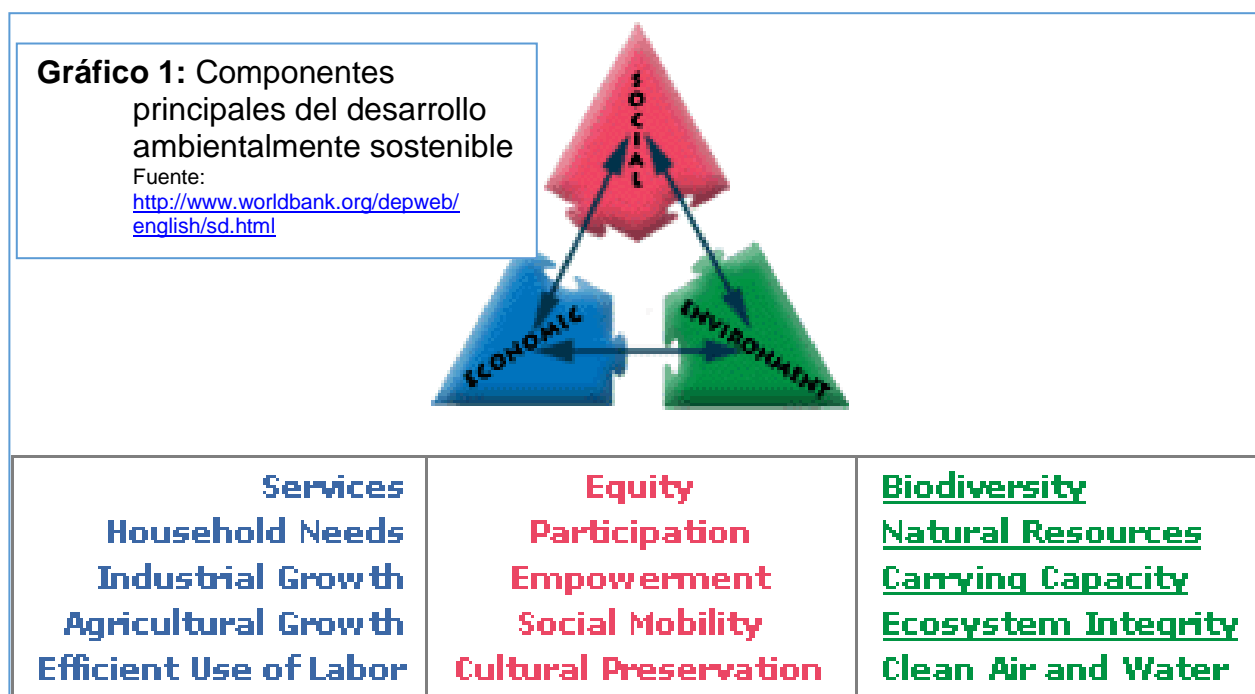 Gráfico 1: Componentes
principales del desarrollo
ambientalmente sostenible
Fuente:
http://www.worldbank.org/depweb/
english/sd.html
SOCIAL
ECONOMIC
ENVIRONMENT
Services
Household Needs
Industrial Growth
Agricultural Growth
Efficient Use of Labor
Equity
Participation
Empowerment
Social Mobility
Cultural Preservation
Biodiversity
Natural Resources
Carrying Capacity
Ecosystem Integrity
Clean Air and Water